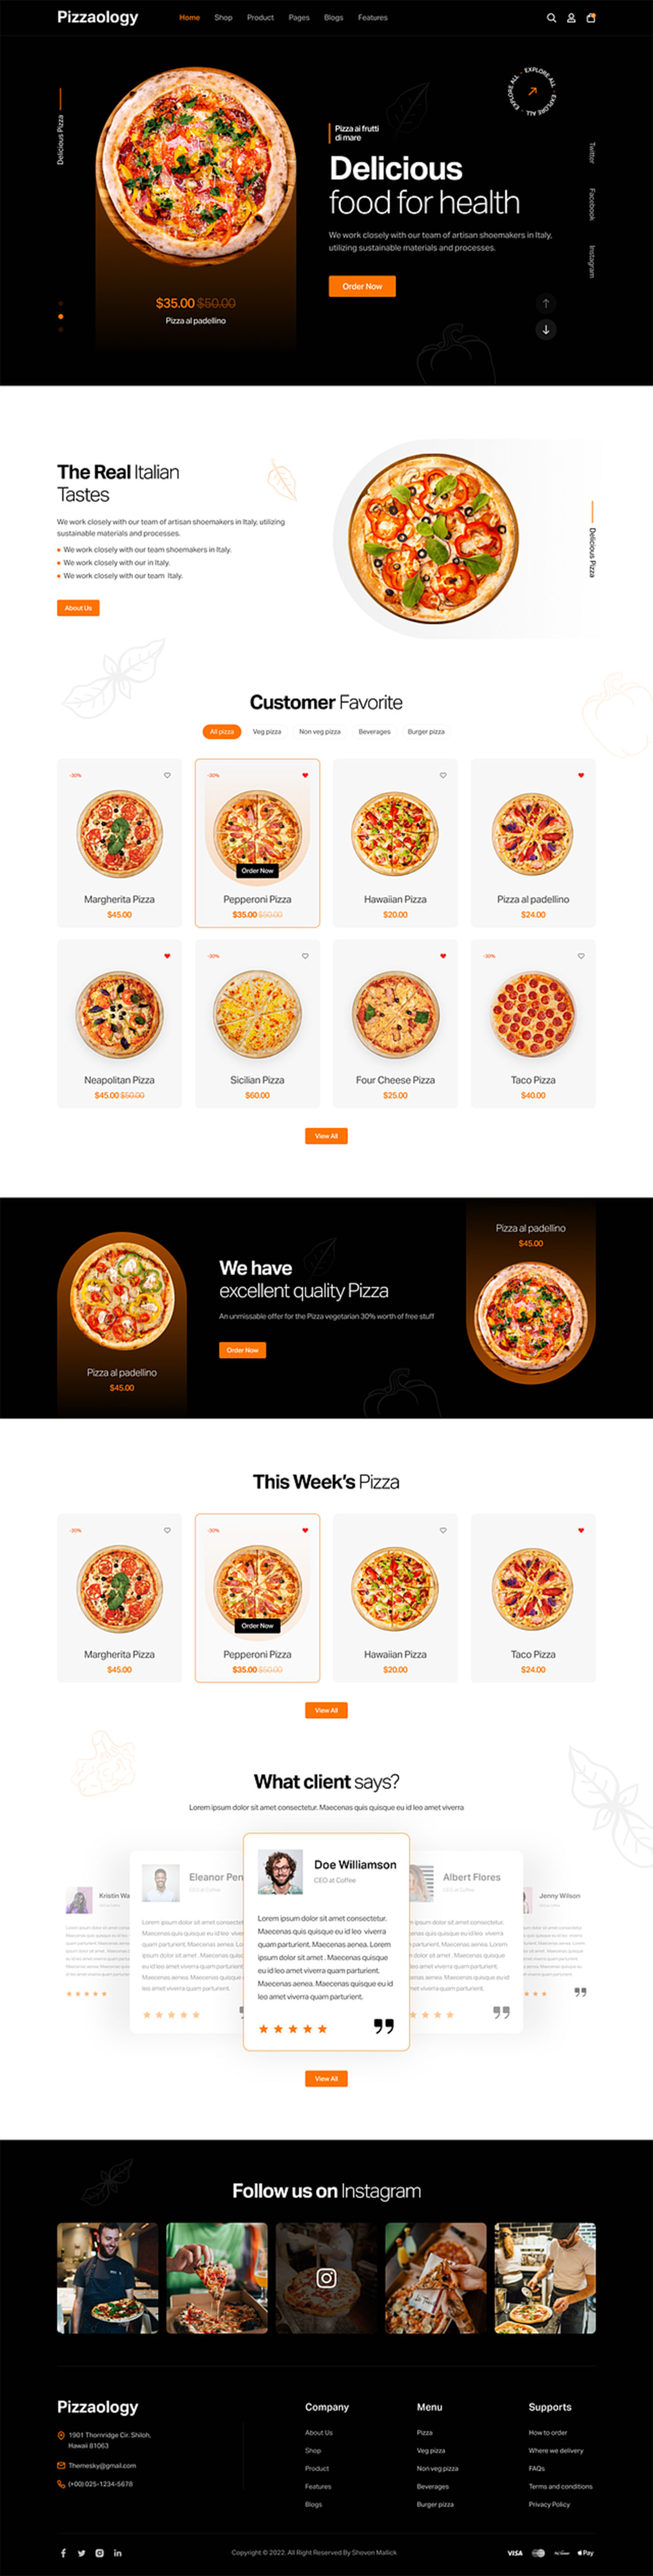 Pizzaology
Home Shop Product Pages Blogs Features
EXPLORE ALL - EXPLORE ALL - EXPLORE ALL -
Delicious Pizza
Pizza ai frutti
di mare
Delicious
food for health
We work closely with our team of artisan shoemakers in Italy,
utilizing sustainable materials and processes.
Order Now
Twitter
Facebook
Instagram
$35.00 $50.00
Pizza al padellino
The Real Italian
Tastes
We work closely with our team of artisan shoemakers in Italy, utilizing
sustainable materials and processes.
We work closely with our team shoemakers in Italy.
We work closely with our in Italy.
We work closely with our team Italy.
About Us
Delicious Pizza
Customer Favorite
All pizza Veg pizza Non veg pizza Beverages Burger pizza
-30% -30%
Order Now
Margherita Pizza Pepperoni Pizza Hawaiian Pizza Pizza al padellino
$45.00 $35.00 $50.00 $20.00 $24.00
-30% -30%
Neapolitan Pizza Sicilian Pizza Four Cheese Pizza Taco Pizza
$45.00 $50.00 $60.00 $25.00 $40.00
View All
Pizza al padellino
$45.00
We have
excellent quality Pizza
An unmissable offer for the Pizza vegetarian 30% worth of free stuff
Order Now
Pizza al padellino
$45.00
This Week's Pizza
-30% -30%
Order Now
Margherita Pizza Pepperoni Pizza Hawaiian Pizza Taco Pizza
$45.00 $35.00 $50.00 $20.00 $24.00
View All
What client says?
Lorem ipsum dolor sit amet consectetur. Maecenas quis quisque eu id leo amet viverra
Kristin Wa
Eleanor Pen
CEO at Coffee
Doe Williamson
CEO at Coffee
Lorem ipsum dolor sit amet consectetur.
Maecenas quisque eu id leo viverra
quam parturient. Maecenas aenea. Lorem
ipsum dolor sit amet . Maecenas quisque
eu id leo amet viverra quam parturient.
Maecenas aenea. Maecenas quisque eu id
leo amet viverra quam parturient.
Albert Flores
CEO at Coffee
Jenny Wilson
View All
Follow us on Instagram
Pizzaology
1901 Thornridge Cir. Shiloh,
Hawaii 81063
Themesky@gmail.com
(+00) 025-1234-5678
Company
About Us
Shop
Product
Features
Blogs
Menu
Pizza
Veg pizza
Non veg pizza
Beverages
Burger pizza
Supports
How to order
Where we delivery
FAQs
Terms and conditions
Privacy Policy
Copyright © 2022. All Right Reserved By Shovon Mallick
VISA
Pay